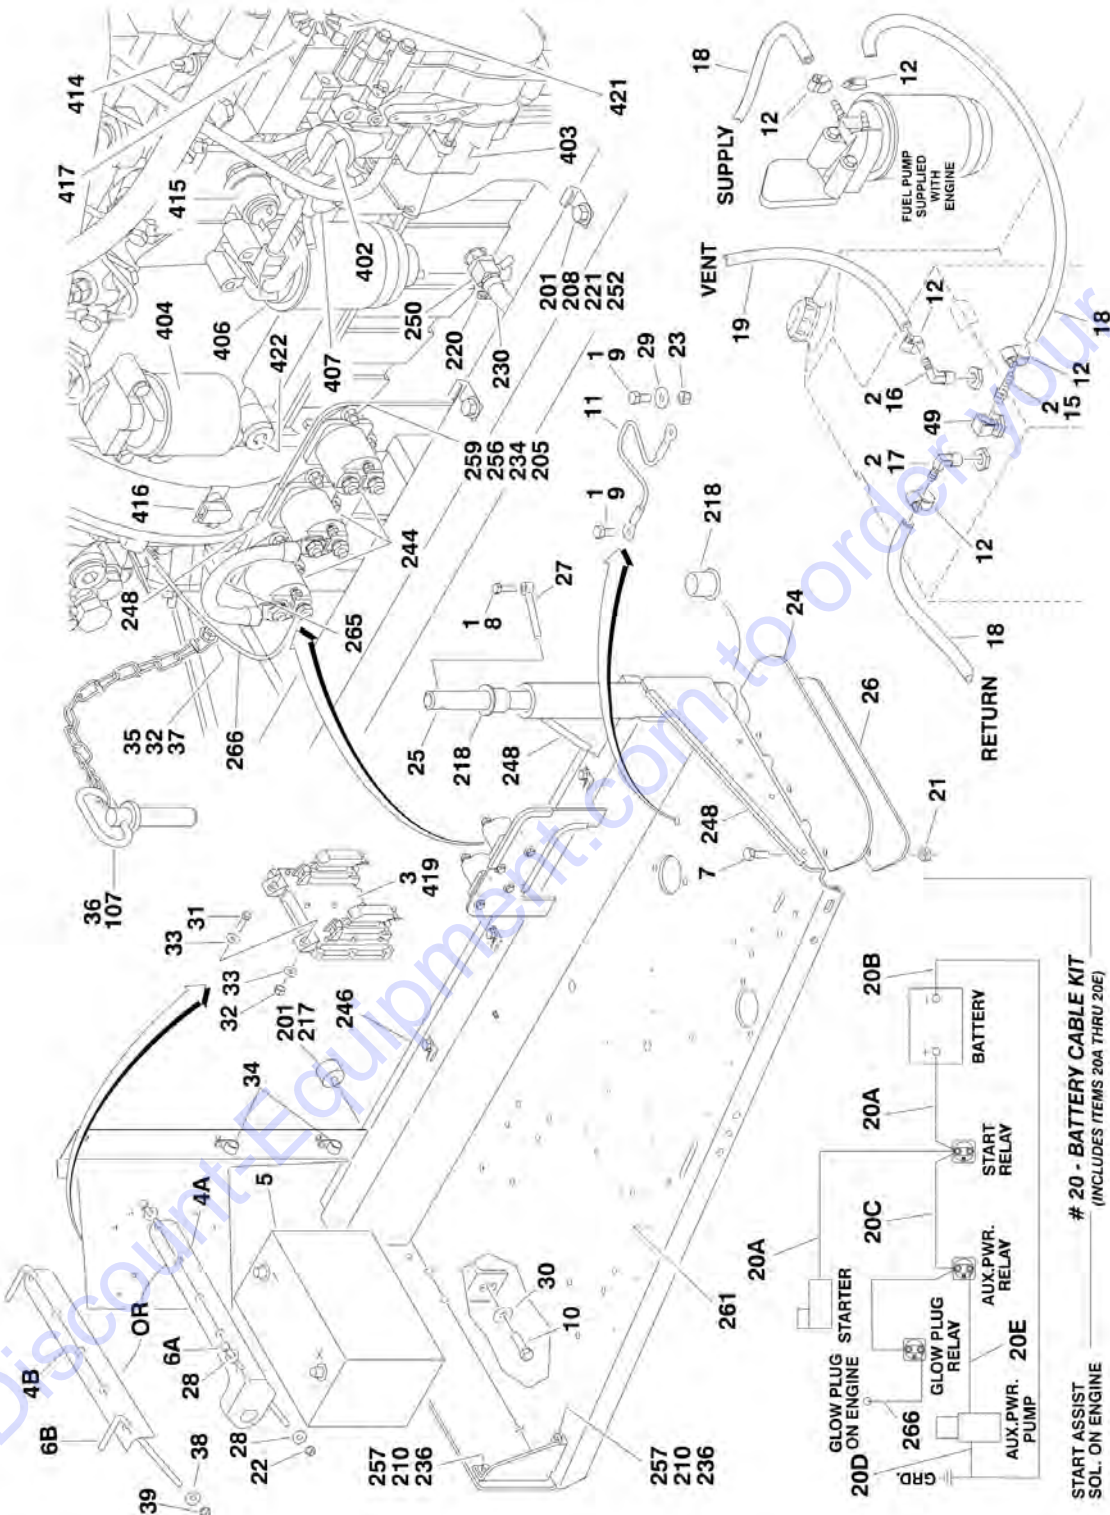 414
417
415
404
406
422
416
248
402
407
403
421
250
220
230
201
208
221
252
259
256
234
205
244
265
266
35
32
37
36
107
SUPPLY
18
12
12
FUEL PUMP
SUPPLIED
WITH
ENGINE
VENT
19
12
2
16
49
2
17
12
2
15
12
18
18
RETURN
1
9
29
23
11
1
9
218
27
1
8
25
218
248
24
26
248
21
7
3
419
31
33
33
32
201
217
246
34
5
4A
OR
4B
6B
6A
28
28
22
38
39
30
10
257
210
236
257
210
236
261
20A
STARTER
GLOW PLUG
ON ENGINE
266
GLOW PLUG
RELAY
20C
AUX.PWR.
RELAY
20E
20D
GRD.
AUX.PWR.
PUMP
START
RELAY
20A
20B
+
-
BATTERY
START ASSIST
SOL. ON ENGINE
# 20 - BATTERY CABLE KIT
(INCLUDES ITEMS 20A THRU 20E)
Discount-Equipment.com to order your